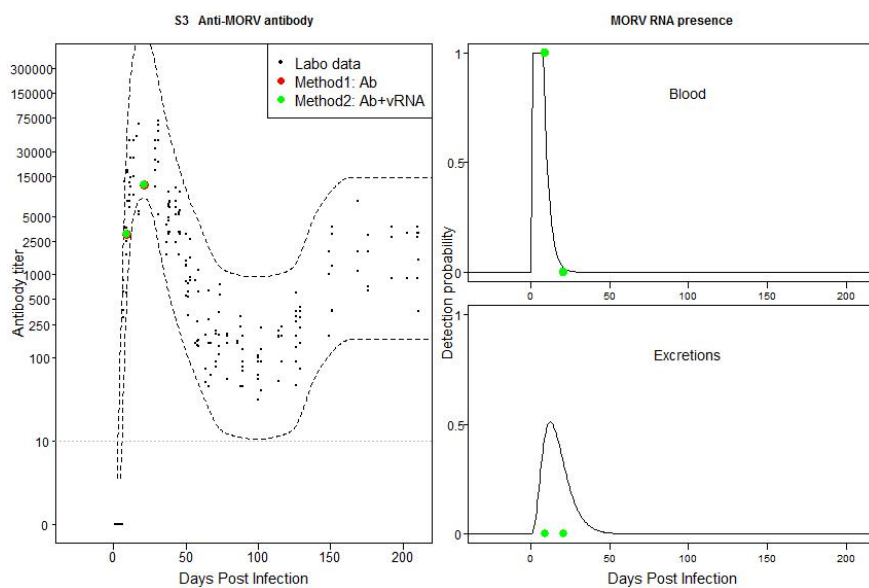 S3 Anti-MORV antibody
MORV RNA presence
Antibody titer
300000
150000
75000
30000
15000
5000
2500
1000
500
250
100
10
0
Labo data
Method1: Ab
Method2: Ab+vRNA
0 50 100 150 200
Days Post Infection
Detection probability
1
0.5
0
Blood
0 50 100 150 200
1
0.5
0
Excretions
0 50 100 150 200
Days Post Infection